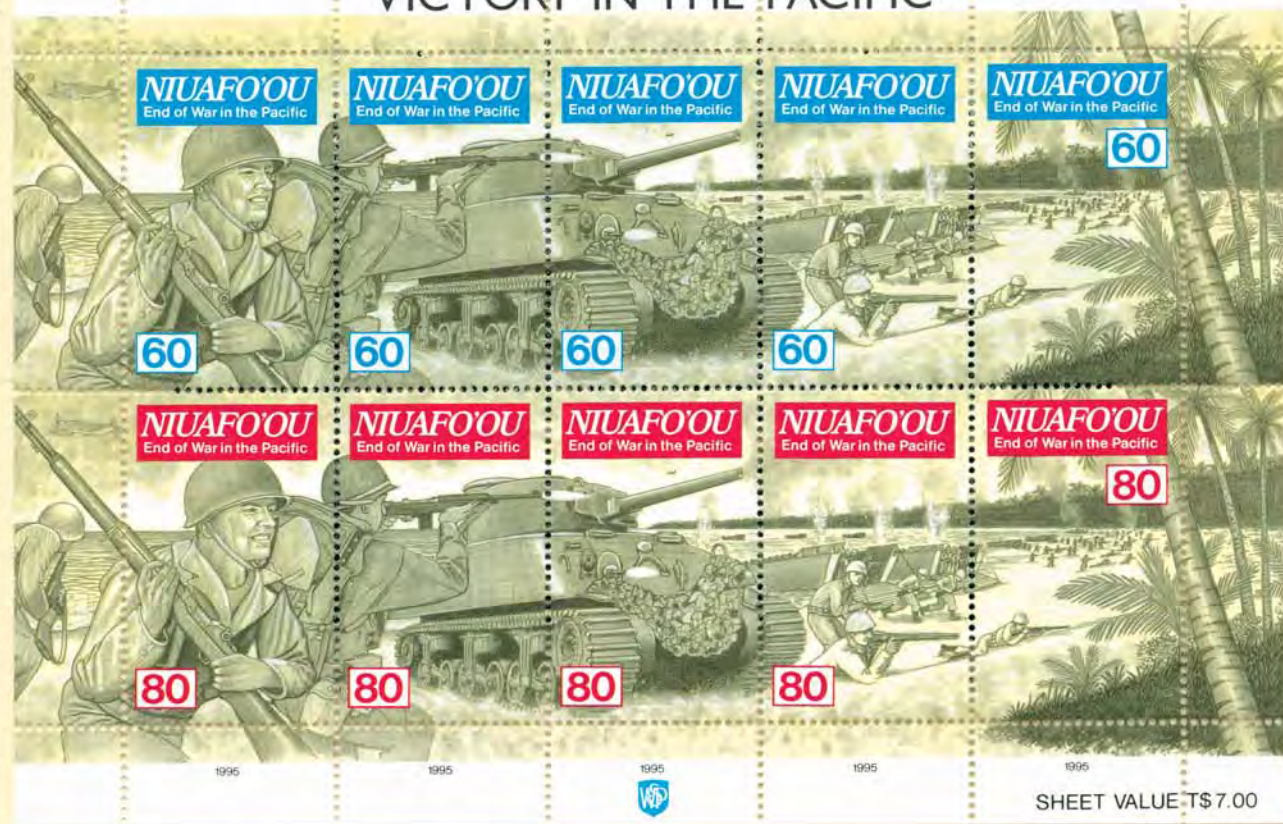 VICTORY IN THE PACIFIC
NIUAFO'OU NIUAFO'OU NIUAFO'OU NIUAFO'OU NIUAFO'OU
End of War in the Pacific End of War in the Pacific End of War in the Pacific End of War in the Pacific End of War in the Pacific
60
60 60 60 60
NIUAFO'OU NIUAFO'OU NIUAFO'OU NIUAFO'OU NIUAFO'OU
End of War in the Pacific End of War in the Pacific End of War in the Pacific End of War in the Pacific End of War in the Pacific
80
80 80 80 80
1995 1995 1995 1995 1995
WSP
SHEET VALUE T$7.00